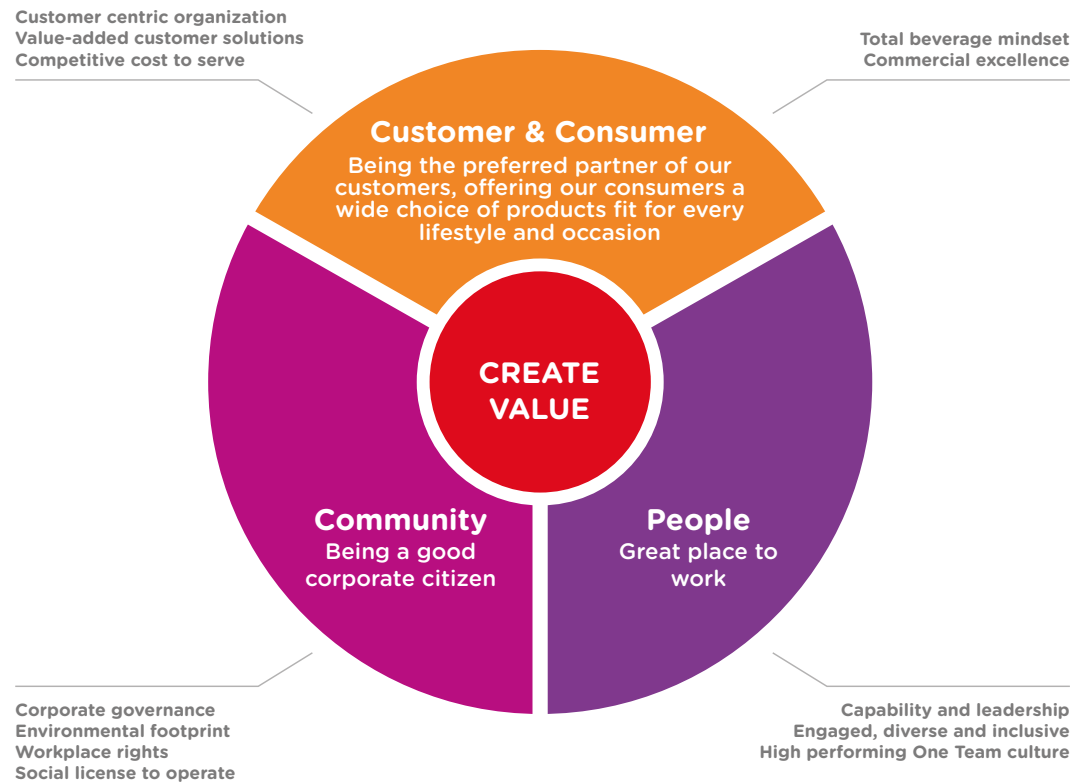 Customer centric organization
Value-added customer solutions
Competitive cost to serve
Total beverage mindset
Commercial excellence
Customer & Consumer
Being the preferred partner of our
customers, offering our consumers a
wide choice of products fit for every
lifestyle and occasion
CREATE
VALUE
Community
Being a good
corporate citizen
People
Great place to
work
Corporate governance
Environmental footprint
Workplace rights
Social license to operate
Capability and leadership
Engaged, diverse and inclusive
High performing One Team culture